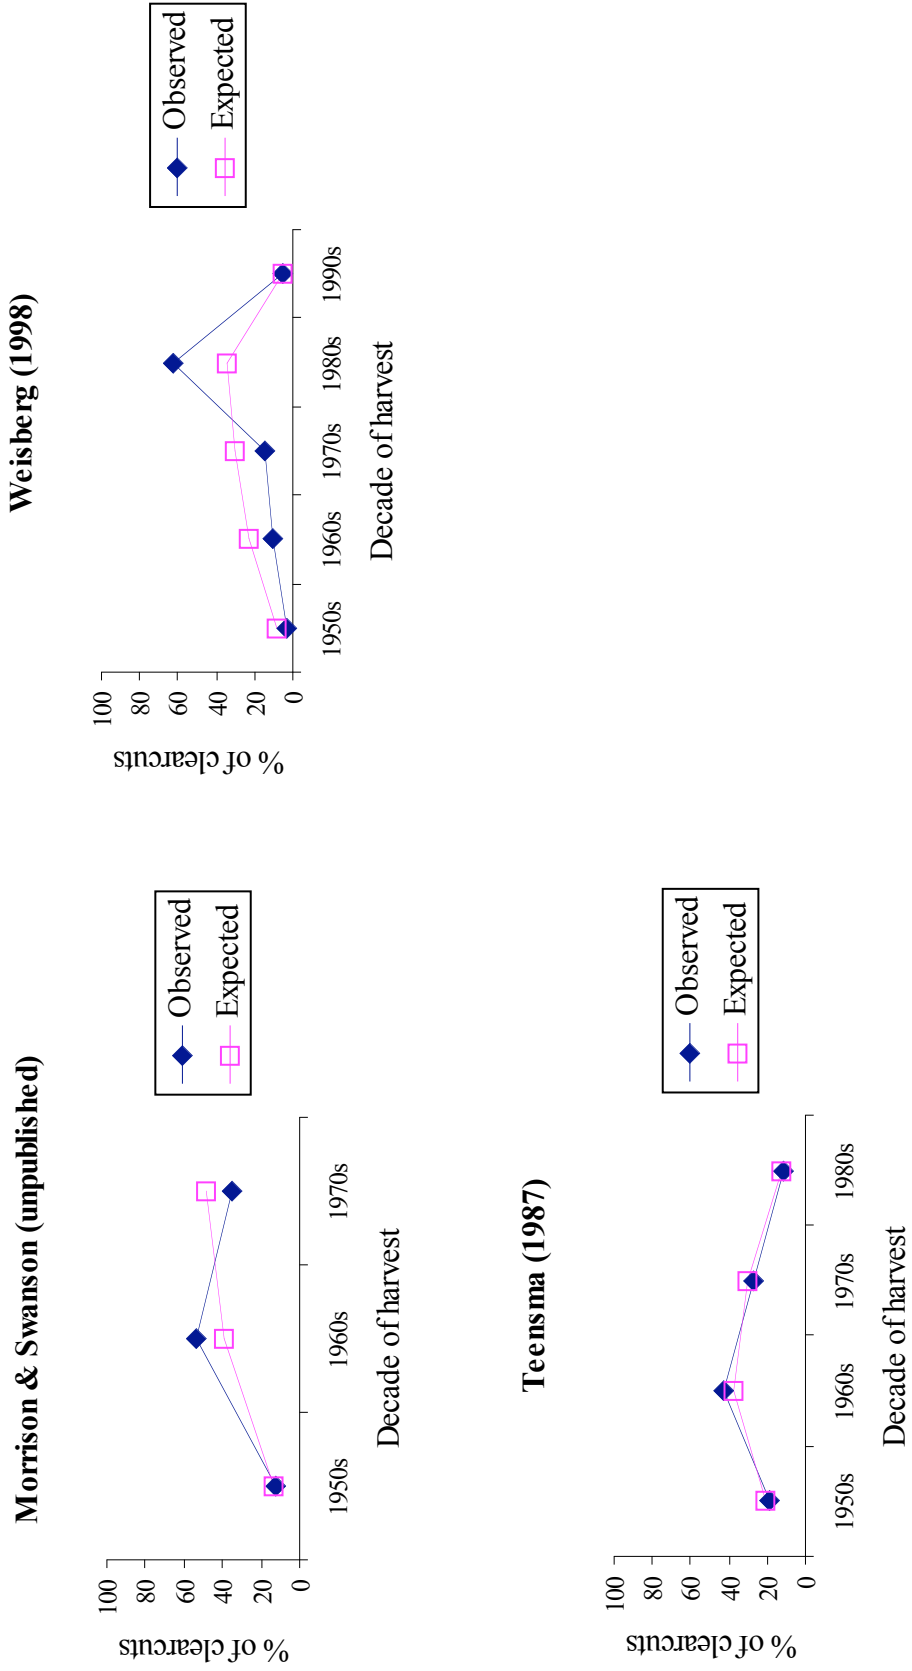 Morrison & Swanson (unpublished)
% of clearcuts
100
80
60
40
20
0
1950s
1960s
1970s
Decade of harvest
Observed
Expected
Weisberg (1998)
% of clearcuts
100
80
60
40
20
0
1950s
1960s
1970s
1980s
1990s
Decade of harvest
Observed
Expected
Teensma (1987)
% of clearcuts
100
80
60
40
20
0
1950s
1960s
1970s
1980s
Decade of harvest
Observed
Expected